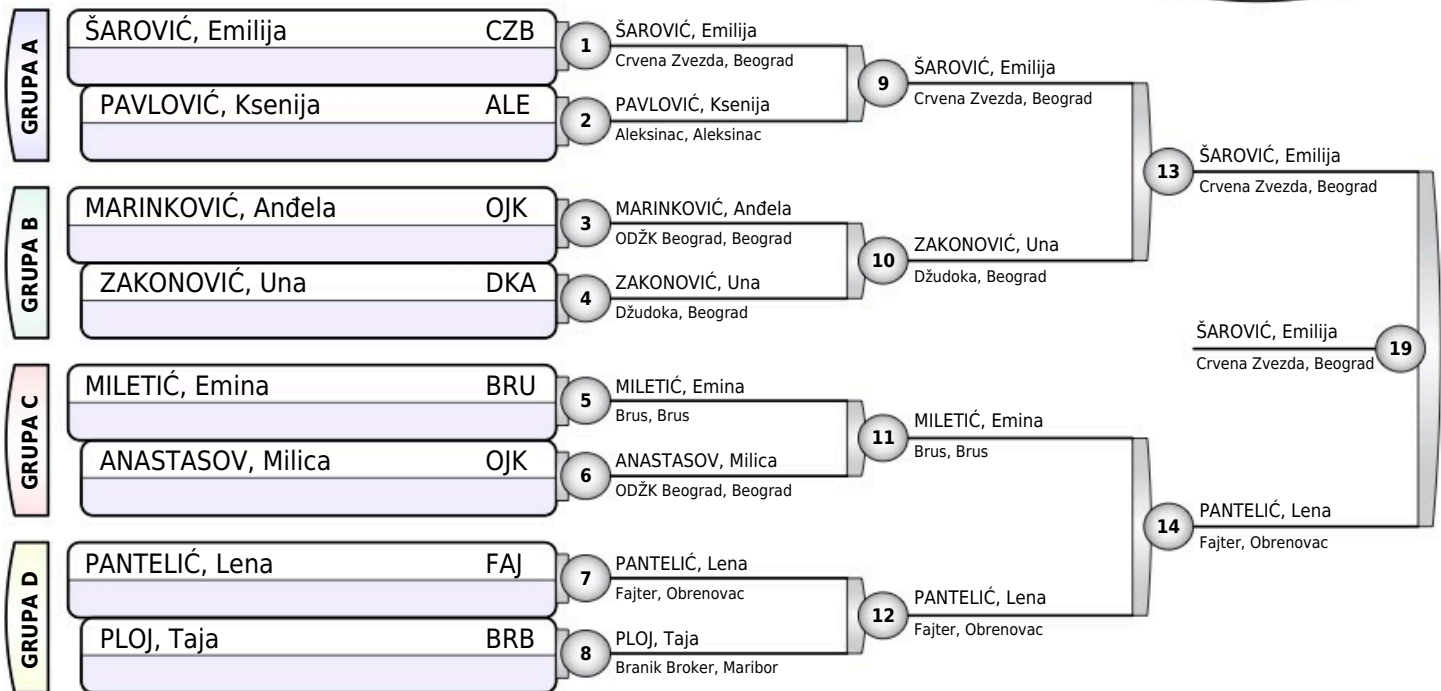 GRUPA A
ŠAROVIĆ, Emilija CZB
PAVLOVIĆ, Ksenija ALE
GRUPA B
MARINKOVIĆ, Anđela OJK
ZAKONOVIĆ, Una DKA
GRUPA C
MILETIĆ, Emina BRU
ANASTASOV, Milica OJK
GRUPA D
PANTELIĆ, Lena FAJ
PLOJ, Taja BRB
1
ŠAROVIĆ, Emilija
Crvena Zvezda, Beograd
2
PAVLOVIĆ, Ksenija
Aleksinac, Aleksinac
3
MARINKOVIĆ, Anđela
ODŽK Beograd, Beograd
4
ZAKONOVIĆ, Una
Džudoka, Beograd
5
MILETIĆ, Emina
Brus, Brus
6
ANASTASOV, Milica
ODŽK Beograd, Beograd
7
PANTELIĆ, Lena
Fajter, Obrenovac
8
PLOJ, Taja
Branik Broker, Maribor
9
ŠAROVIĆ, Emilija
Crvena Zvezda, Beograd
10
ZAKONOVIĆ, Una
Džudoka, Beograd
11
MILETIĆ, Emina
Brus, Brus
12
PANTELIĆ, Lena
Fajter, Obrenovac
13
ŠAROVIĆ, Emilija
Crvena Zvezda, Beograd
14
PANTELIĆ, Lena
Fajter, Obrenovac
ŠAROVIĆ, Emilija
Crvena Zvezda, Beograd
19